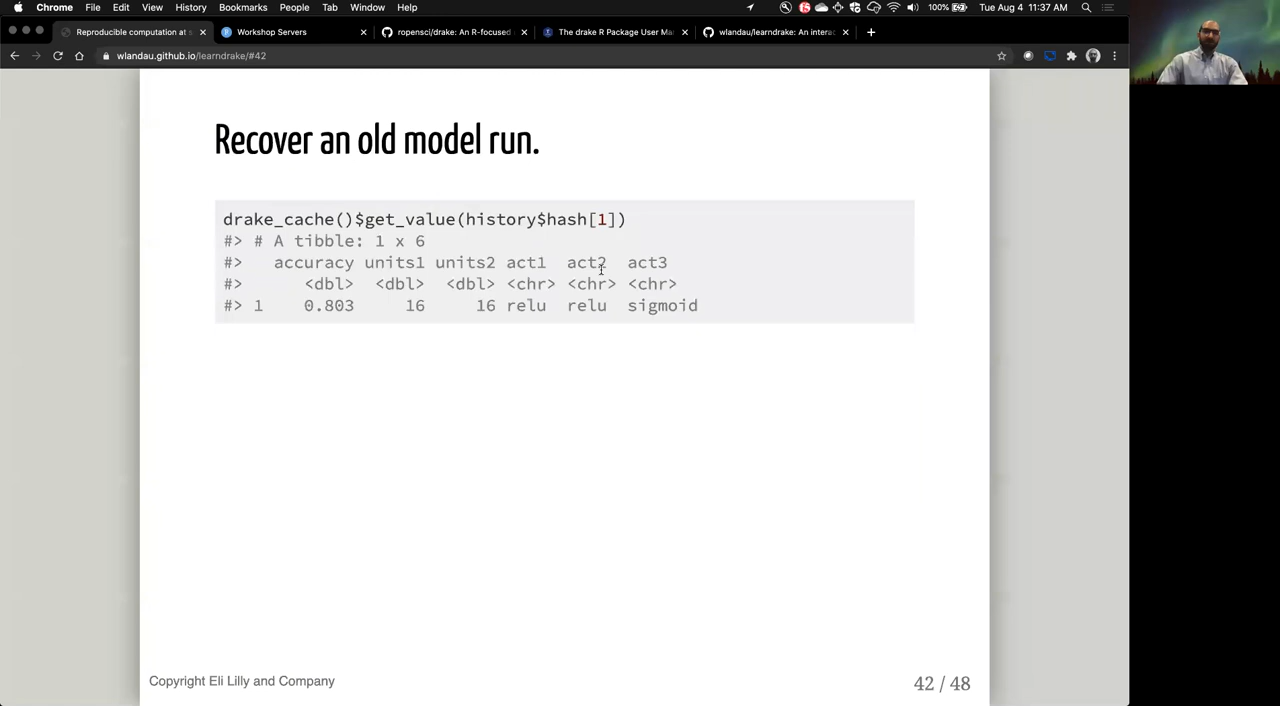 Chrome File Edit View History Bookmarks People Tab Window Help 100% Tue Aug 4 11:37 AM
Reproducible computation at s Workshop Servers ropensci/drake: An R-focused The drake R Package User Ma wlandau/learndrake: An interac
wlandau.github.io/learndrake/#42
Recover an old model run.
drake_cache()$get_value(history$hash[1])
#> # A tibble: 1 x 6
#> accuracy units1 units2 act1 act2 act3
#> <dbl> <dbl> <dbl> <chr> <chr> <chr>
#> 1 0.803 16 16 relu relu sigmoid
Copyright Eli Lilly and Company
42 / 48